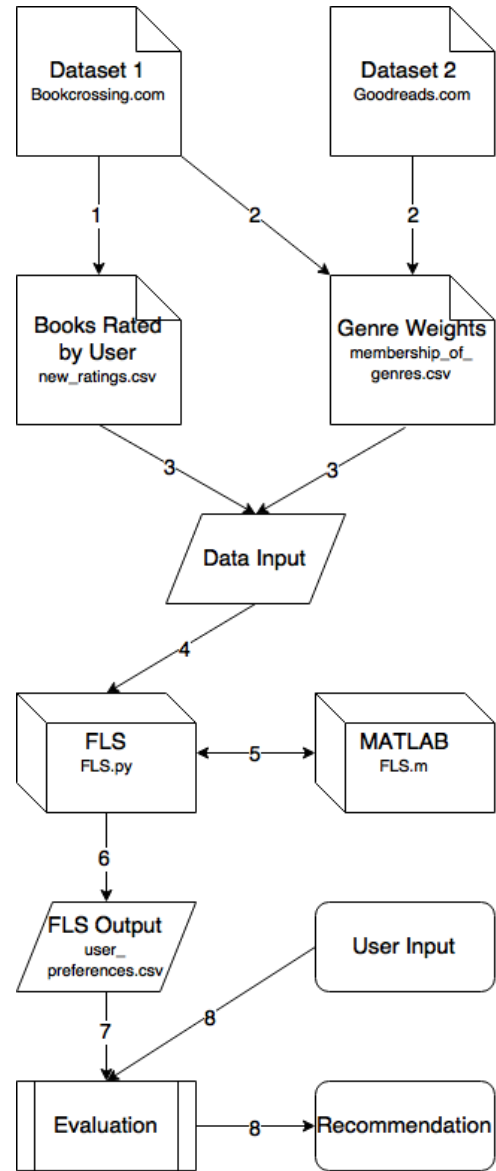 Dataset 1
Bookcrossing.com
Dataset 2
Goodreads.com
1
2
2
Books Rated
by User
new_ratings.csv
Genre Weights
membership_of_
genres.csv
3
3
Data Input
4
FLS
FLS.py
5
MATLAB
FLS.m
6
FLS Output
user_
preferences.csv
User Input
7
8
Evaluation
8
Recommendation